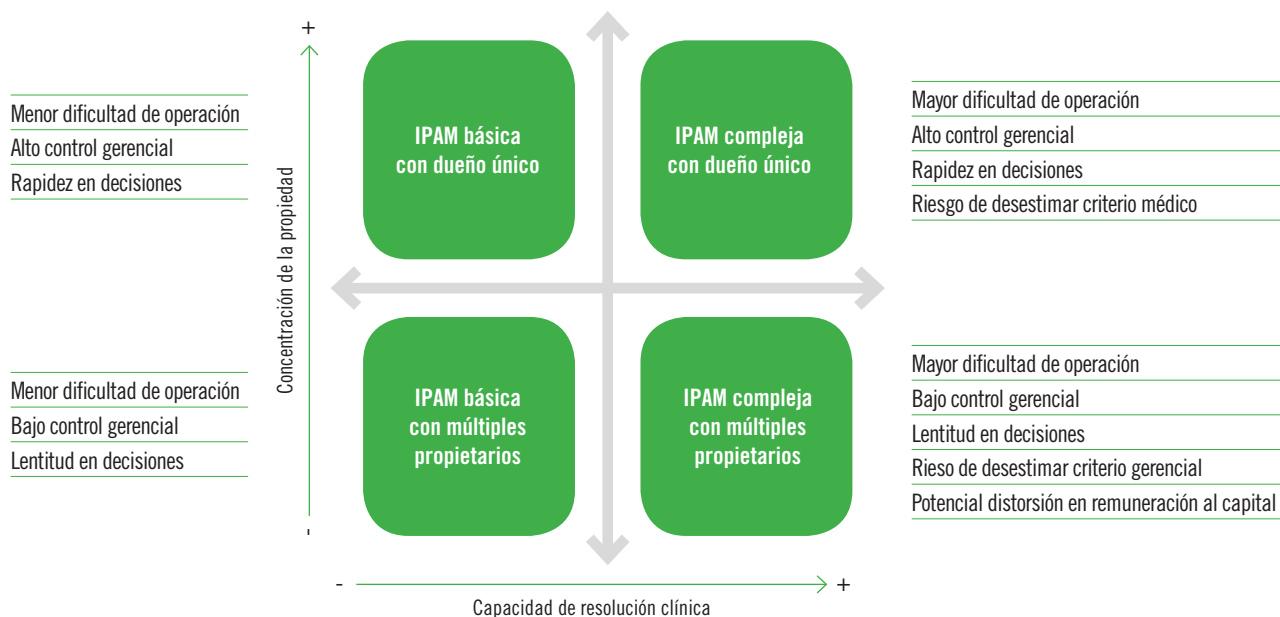 +
Concentración de la propiedad
-
Menor dificultad de operación
Alto control gerencial
Rapidez en decisiones
IPAM básica
con dueño único
IPAM compleja
con dueño único
Mayor dificultad de operación
Alto control gerencial
Rapidez en decisiones
Riesgo de desestimar criterio médico
Menor dificultad de operación
Bajo control gerencial
Lentitud en decisiones
IPAM básica
con múltiples
propietarios
IPAM compleja
con múltiples
propietarios
Mayor dificultad de operación
Bajo control gerencial
Lentitud en decisiones
Rieso de desestimar criterio gerencial
Potencial distorsión en remuneración al capital
-
+
Capacidad de resolución clínica